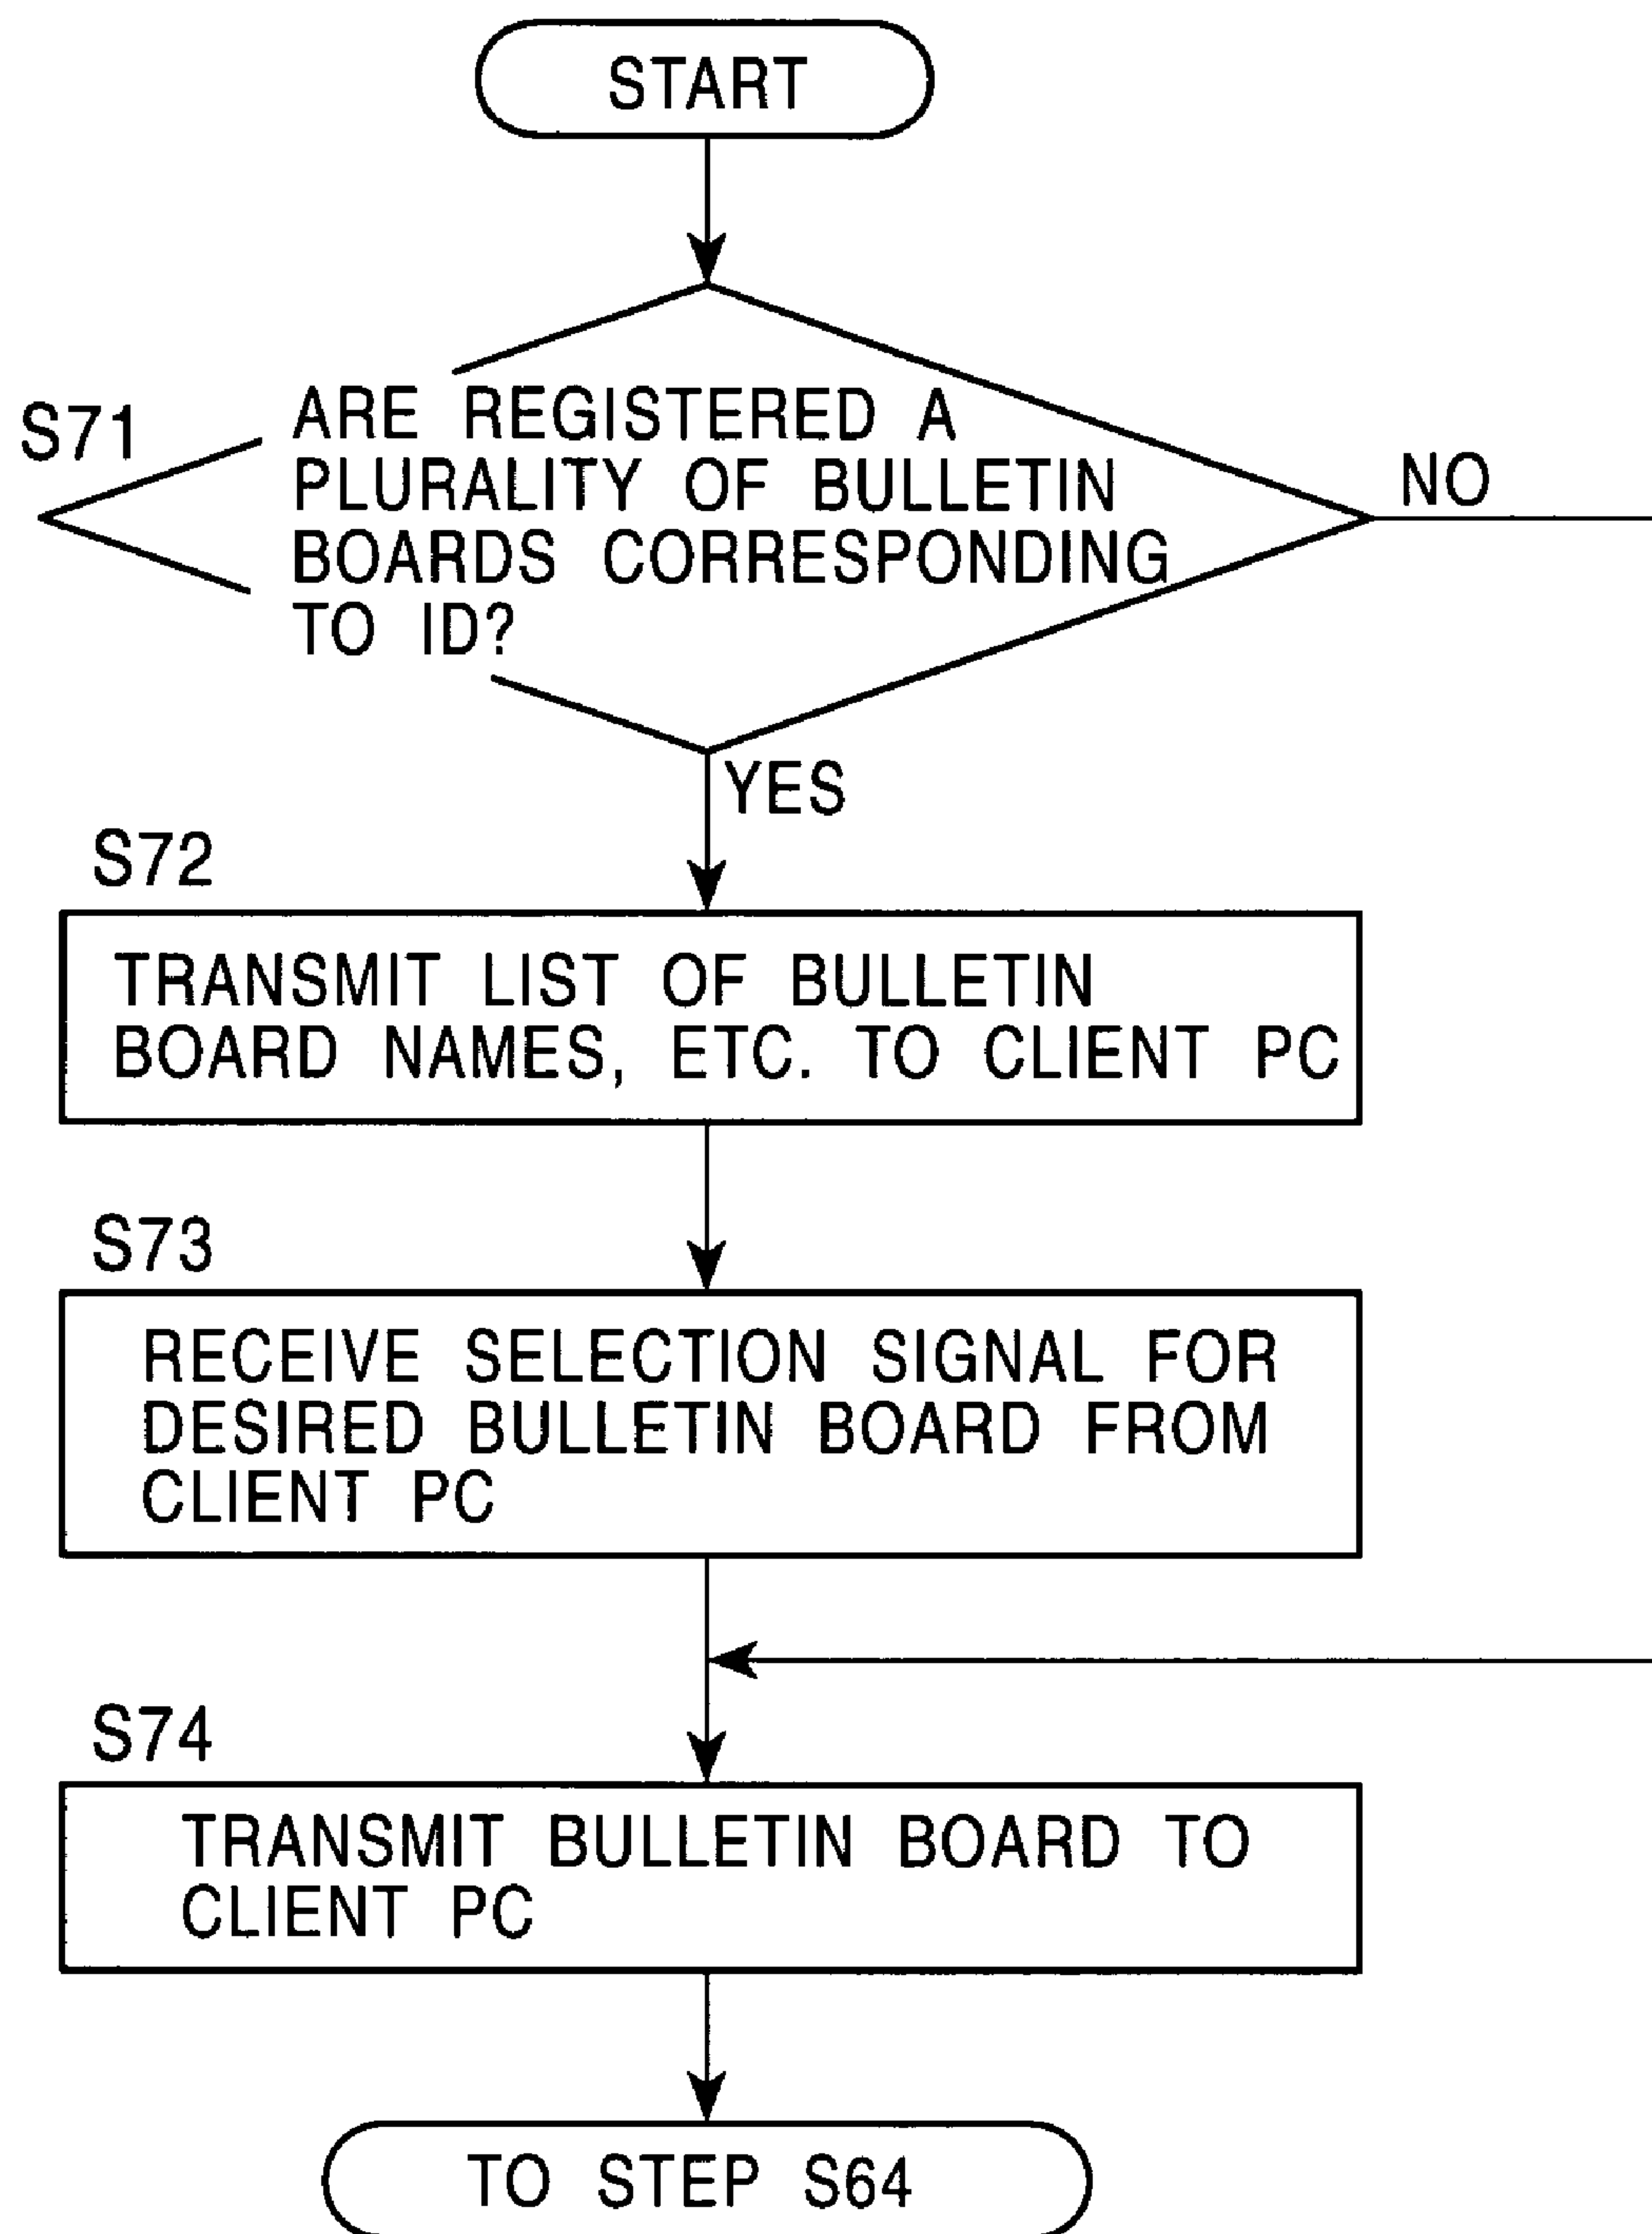 START
S71
ARE REGISTERED A
PLURALITY OF BULLETIN
BOARDS CORRESPONDING
TO ID?
NO
YES
S72
TRANSMIT LIST OF BULLETIN
BOARD NAMES, ETC. TO CLIENT PC
S73
RECEIVE SELECTION SIGNAL FOR
DESIRED BULLETIN BOARD FROM
CLIENT PC
S74
TRANSMIT BULLETIN BOARD TO
CLIENT PC
TO STEP S64